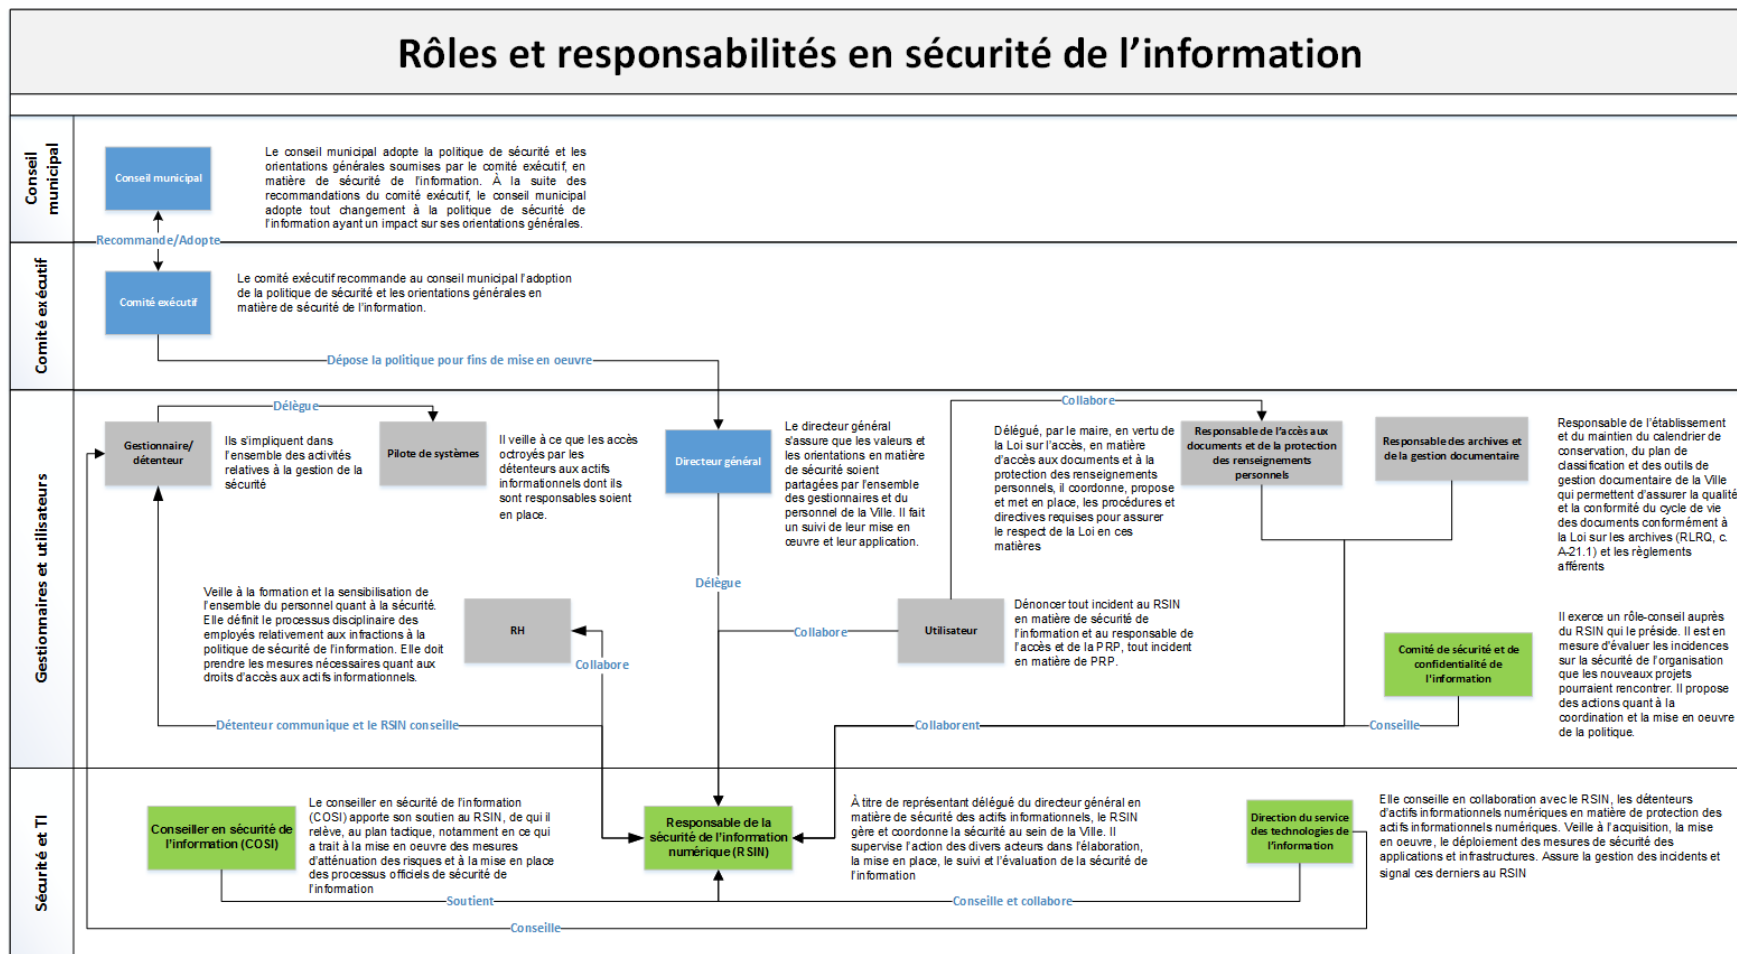 Rôles et responsabilités en sécurité de l'information
Conseil
municipal
Conseil municipal
Le conseil municipal adopte la politique de sécurité et les
orientations générales soumises par le comité exécutif, en
matière de sécurité de l'information. À la suite des
recommandations du comité exécutif, le conseil municipal
adopte tout changement à la politique de sécurité de
l'information ayant un impact sur ses orientations générales.
Recommande/Adopte
Comité exécutif
Comité exécutif
Le comité exécutif recommande au conseil municipal l'adoption
de la politique de sécurité et les orientations générales en
matière de sécurité de l'information.
Dépose la politique pour fins de mise en oeuvre
Gestionnaires et utilisateurs
Délègue
Gestionnaire/
détenteur
Ils s'impliquent dans
l'ensemble des activités
relatives à la gestion de la
sécurité
Pilote de systèmes
Il veille à ce que les accès
octroyés par les
détenteurs aux actifs
informationnels dont ils
sont responsables soient
en place.
Directeur général
Le directeur général
s'assure que les valeurs et
les orientations en matière
de sécurité soient
partagées par l'ensemble
des gestionnaires et du
personnel de la Ville. Il fait
un suivi de leur mise en
œuvre et leur application.
Collabore
Délégué, par le maire, en vertu de
la Loi sur l'accès, en matière
d'accès aux documents et à la
protection des renseignements
personnels, il coordonne, propose
et met en place, les procédures et
directives requises pour assurer
le respect de la Loi en ces
matières
Responsable de l'accès aux
documents et de la protection
des renseignements
personnels
Responsable des archives et
de la gestion documentaire
Responsable de l'établissement
et du maintien du calendrier de
conservation, du plan de
classification et des outils de
gestion documentaire de la Ville
qui permettent d'assurer la qualité
et la conformité du cycle de vie
des documents conformément à
la Loi sur les archives (RLRQ, c.
A-21.1) et les règlements
afférents
Délègue
Veille à la formation et la sensibilisation de
l'ensemble du personnel quant à la sécurité.
Elle définit le processus disciplinaire des
employés relativement aux infractions à la
politique de sécurité de l'information. Elle doit
prendre les mesures nécessaires quant aux
droits d'accès aux actifs informationnels.
RH
Collabore
Collabore
Utilisateur
Dénoncer tout incident au RSIN
en matière de sécurité de
l'information et au responsable de
l'accès et de la PRP, tout incident
en matière de PRP.
Comité de sécurité et de
confidentialité de
l'information
Il exerce un rôle-conseil auprès
du RSIN qui le préside. Il est en
mesure d'évaluer les incidences
sur la sécurité de l'organisation
que les nouveaux projets
pourraient rencontrer. Il propose
des actions quant à la
coordination et la mise en oeuvre
de la politique.
Détenteur communique et le RSIN conseille
Collaborent
Conseille
Sécurité et TI
Conseiller en sécurité de
l'information (COSI)
Le conseiller en sécurité de l'information
(COSI) apporte son soutien au RSIN, de qui il
relève, au plan tactique, notamment en ce qui
a trait à la mise en oeuvre des mesures
d'atténuation des risques et à la mise en place
des processus officiels de sécurité de
l'information
Responsable de la
sécurité de l'information
numérique (RSIN)
À titre de représentant délégué du directeur général en
matière de sécurité des actifs informationnels, le RSIN
gère et coordonne la sécurité au sein de la Ville. Il
supervise l'action des divers acteurs dans l'élaboration,
la mise en place, le suivi et l'évaluation de la sécurité de
l'information
Direction du service
des technologies de
l'information
Elle conseille en collaboration avec le RSIN, les détenteurs
d'actifs informationnels numériques en matière de protection des
actifs informationnels numériques. Veille à l'acquisition, la mise
en oeuvre, le déploiement des mesures de sécurité des
applications et infrastructures. Assure la gestion des incidents et
signal ces derniers au RSIN
Soutient
Conseille et collabore
Conseille